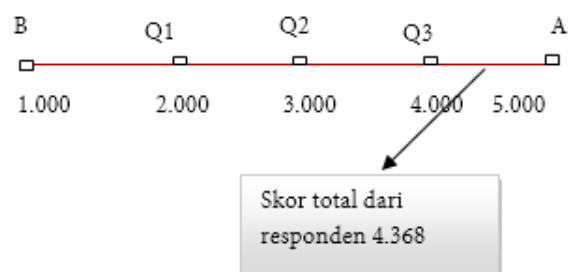 B Q1 Q2 Q3 A
1.000 2.000 3.000 4.000 5.000
Skor total dari
responden 4.368